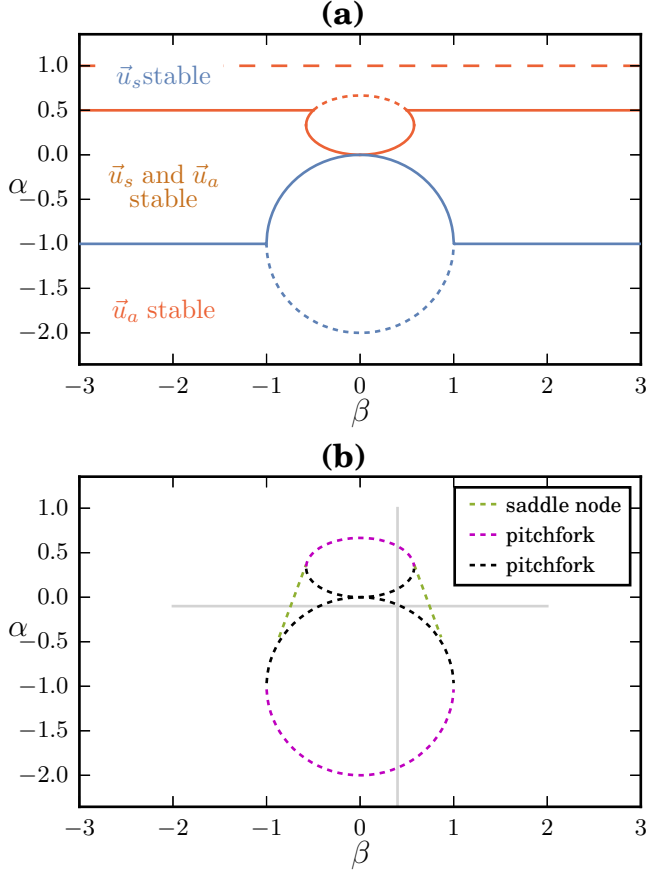 (a)
1.0
0.5
0.0
−0.5
−1.0
−1.5
−2.0
α
u⃗ₛ stable
u⃗ₛ and u⃗ₐ
stable
u⃗ₐ stable
−3 −2 −1 0 1 2 3
β
(b)
1.0
0.5
0.0
−0.5
−1.0
−1.5
−2.0
α
saddle node
pitchfork
pitchfork
−3 −2 −1 0 1 2 3
β